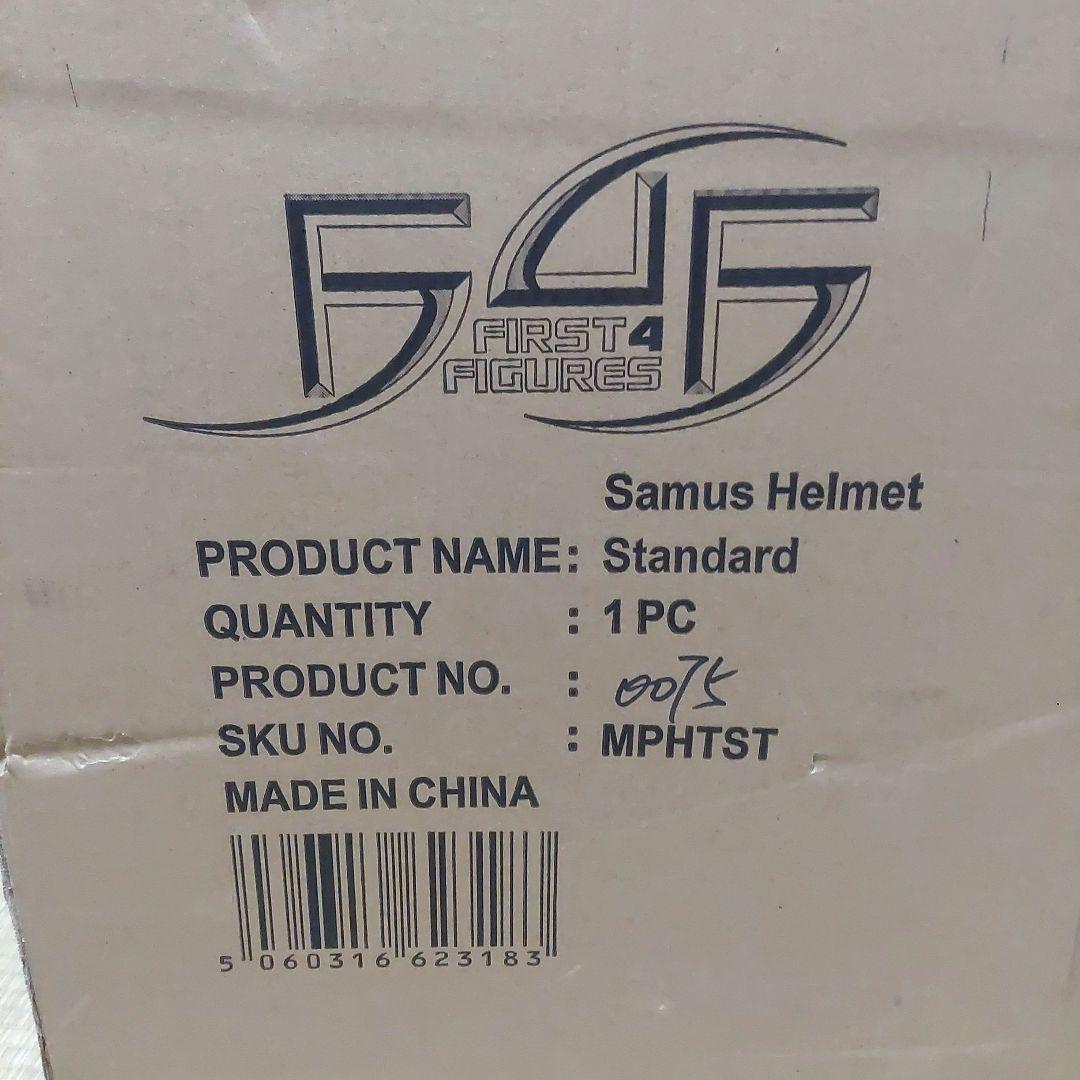 F4F
FIRST 4
FIGURES
Samus Helmet
PRODUCT NAME: Standard
QUANTITY : 1 PC
PRODUCT NO. : 0075
SKU NO. : MPHTST
MADE IN CHINA
5 060316 623183